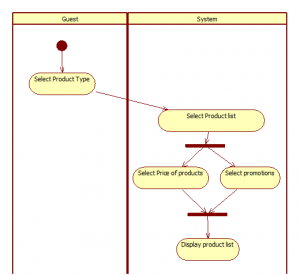 Guest
System
Select Product Type
Select Product list
Select Price of products
Select promotions
Display product list